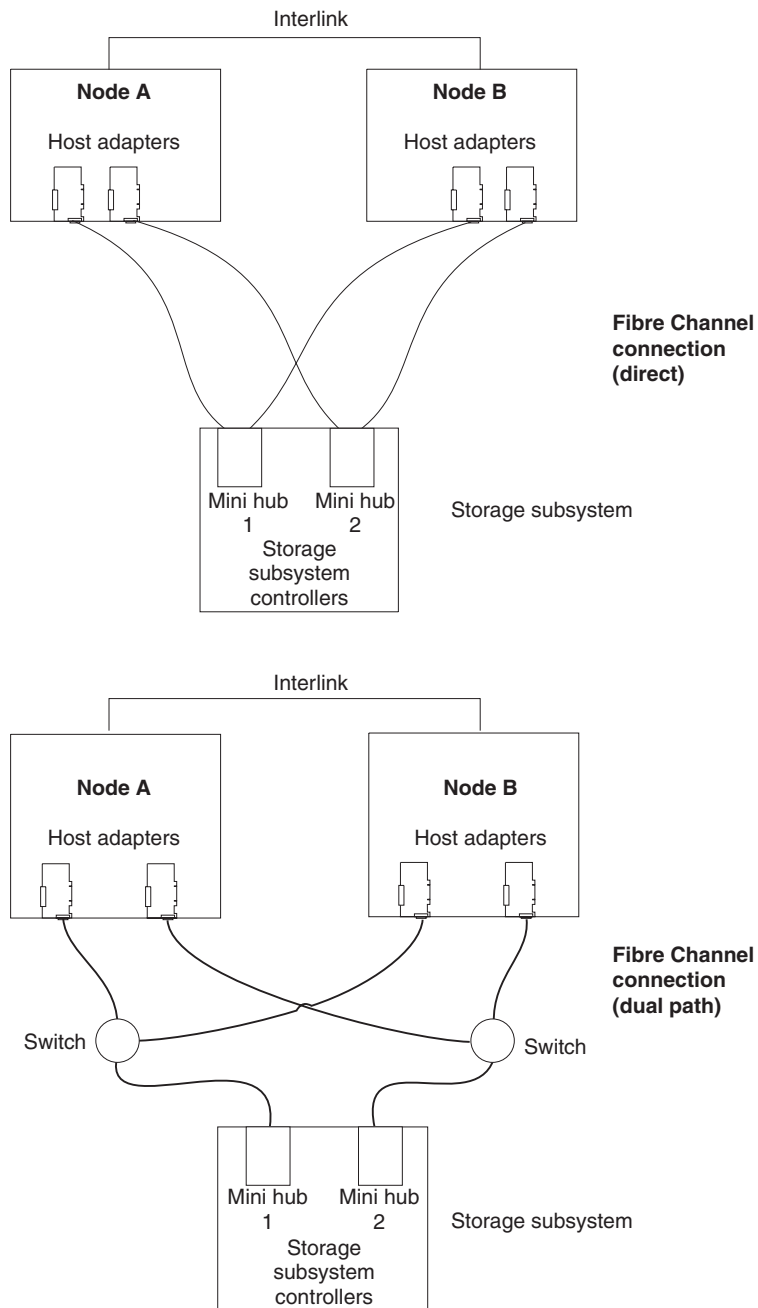 Interlink
Node A
Node B
Host adapters
Host adapters
Fibre Channel
connection
(direct)
Mini hub
1
Mini hub
2
Storage
subsystem
controllers
Storage subsystem
Interlink
Node A
Node B
Host adapters
Host adapters
Fibre Channel
connection
(dual path)
Switch
Switch
Mini hub
1
Mini hub
2
Storage
subsystem
controllers
Storage subsystem